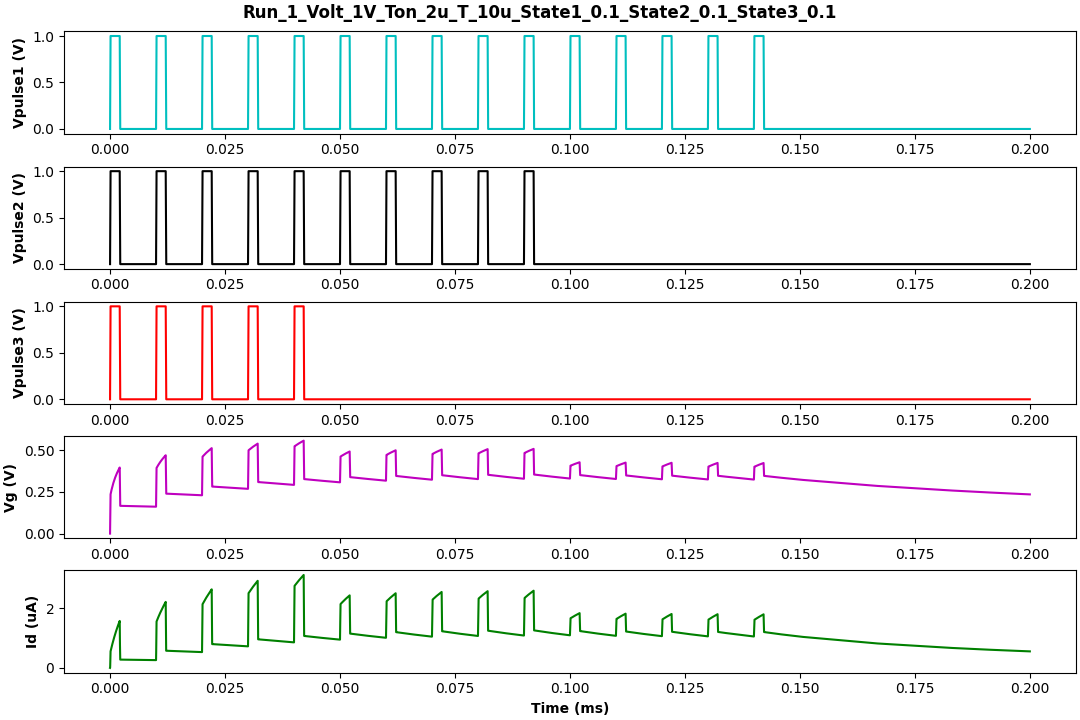 Run_1_Volt_1V_Ton_2u_T_10u_State1_0.1_State2_0.1_State3_0.1
Vpulse1 (V)
1.0
0.5
0.0
0.000 0.025 0.050 0.075 0.100 0.125 0.150 0.175 0.200
Vpulse2 (V)
1.0
0.5
0.0
0.000 0.025 0.050 0.075 0.100 0.125 0.150 0.175 0.200
Vpulse3 (V)
1.0
0.5
0.0
0.000 0.025 0.050 0.075 0.100 0.125 0.150 0.175 0.200
Vg (V)
0.50
0.25
0.00
0.000 0.025 0.050 0.075 0.100 0.125 0.150 0.175 0.200
Id (uA)
2
0
0.000 0.025 0.050 0.075 0.100 0.125 0.150 0.175 0.200
Time (ms)